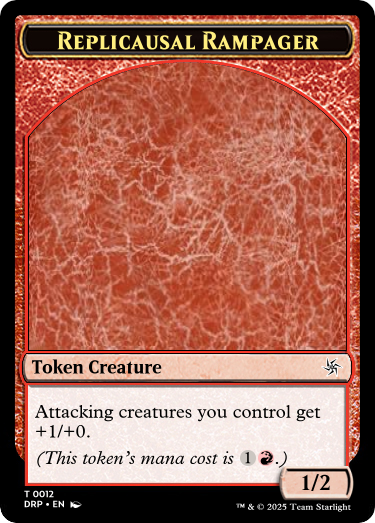 Replicausal Rampager
Token Creature
Attacking creatures you control get
+1/+0.
(This token's mana cost is 1 .)
1/2
T 0012
DRP • EN
™ & © 2025 Team Starlight